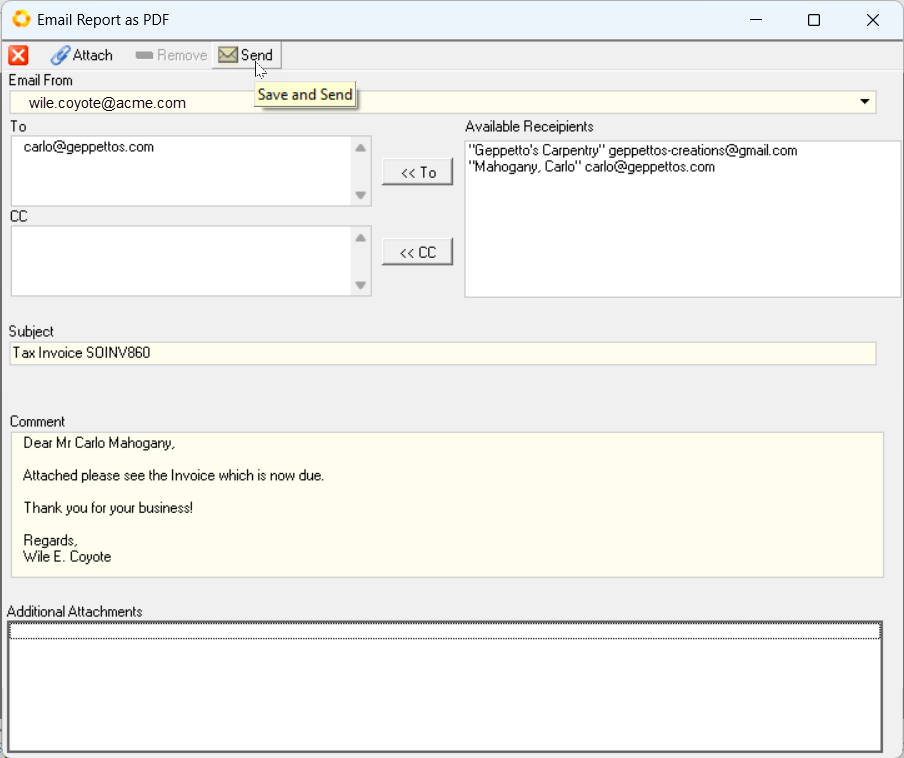 Email Report as PDF
Attach Remove Send
Email From
Save and Send
wile.coyote@acme.com
To
Available Receipients
carlo@geppettos.com
<< To
"Geppetto's Carpentry" geppettos-creations@gmail.com
"Mahogany, Carlo" carlo@geppettos.com
CC
<< CC
Subject
Tax Invoice SOINV860
Comment
Dear Mr Carlo Mahogany,
Attached please see the Invoice which is now due.
Thank you for your business!
Regards,
Wile E. Coyote
Additional Attachments